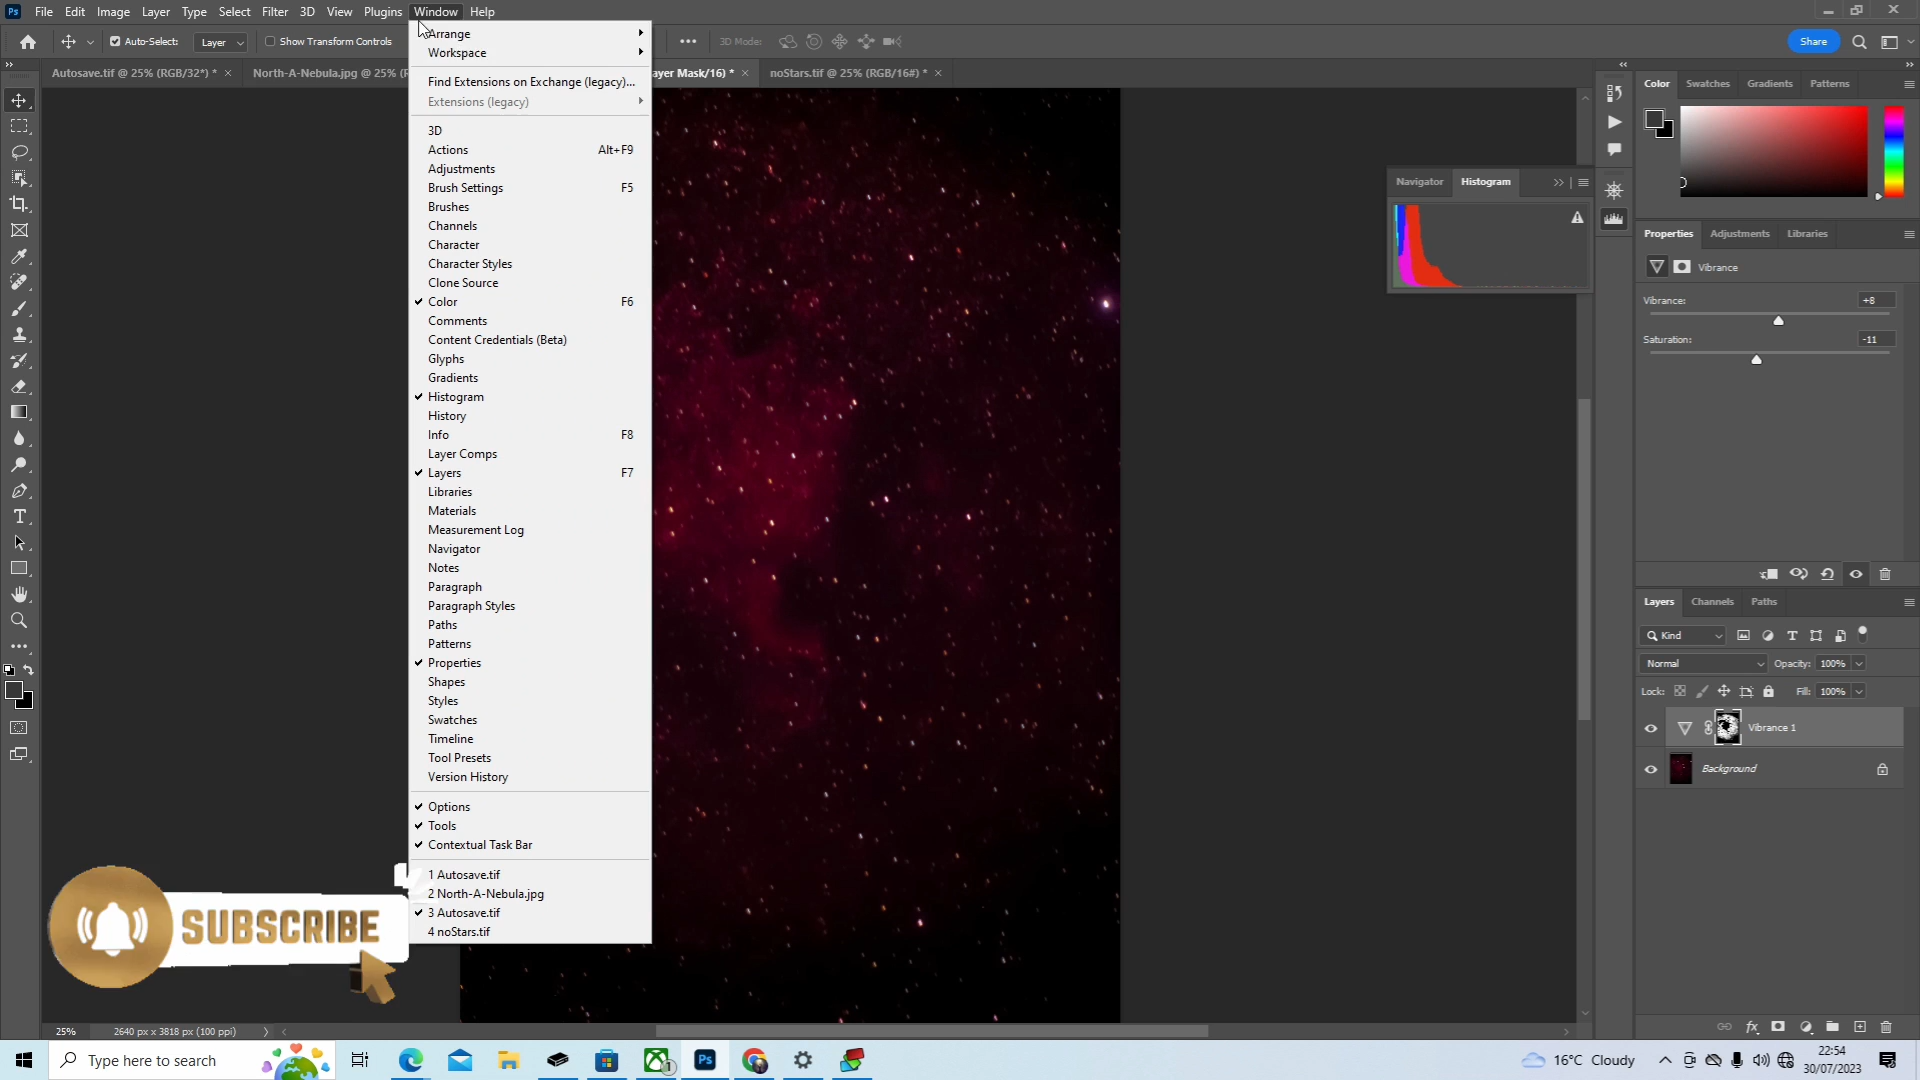 Ps File Edit Image Layer Type Select Filter 3D View Plugins Window Help
Auto-Select: Layer Show Transform Controls 3D Mode: Share
Autosave.tif @ 25% (RGB/32*) * × North-A-Nebula.jpg @ 25% (R ayer Mask/16) * × noStars.tif @ 25% (RGB/16#) * ×
Arrange
Workspace
Find Extensions on Exchange (legacy)...
Extensions (legacy)
3D
Actions Alt+F9
Adjustments
Brush Settings F5
Brushes
Channels
Character
Character Styles
Clone Source
Color F6
Comments
Content Credentials (Beta)
Glyphs
Gradients
Histogram
History
Info F8
Layer Comps
Layers F7
Libraries
Materials
Measurement Log
Navigator
Notes
Paragraph
Paragraph Styles
Paths
Patterns
Properties
Shapes
Styles
Swatches
Timeline
Tool Presets
Version History
Options
Tools
Contextual Task Bar
1 Autosave.tif
2 North-A-Nebula.jpg
3 Autosave.tif
4 noStars.tif
Navigator Histogram
Color Swatches Gradients Patterns
Properties Adjustments Libraries
Vibrance
Vibrance: +8
Saturation: -11
Layers Channels Paths
Kind
Normal Opacity: 100%
Lock: Fill: 100%
Vibrance 1
Background
SUBSCRIBE
25% 2640 px x 3818 px (100 ppi)
Type here to search
Ps
1
16°C Cloudy
22:54
30/07/2023